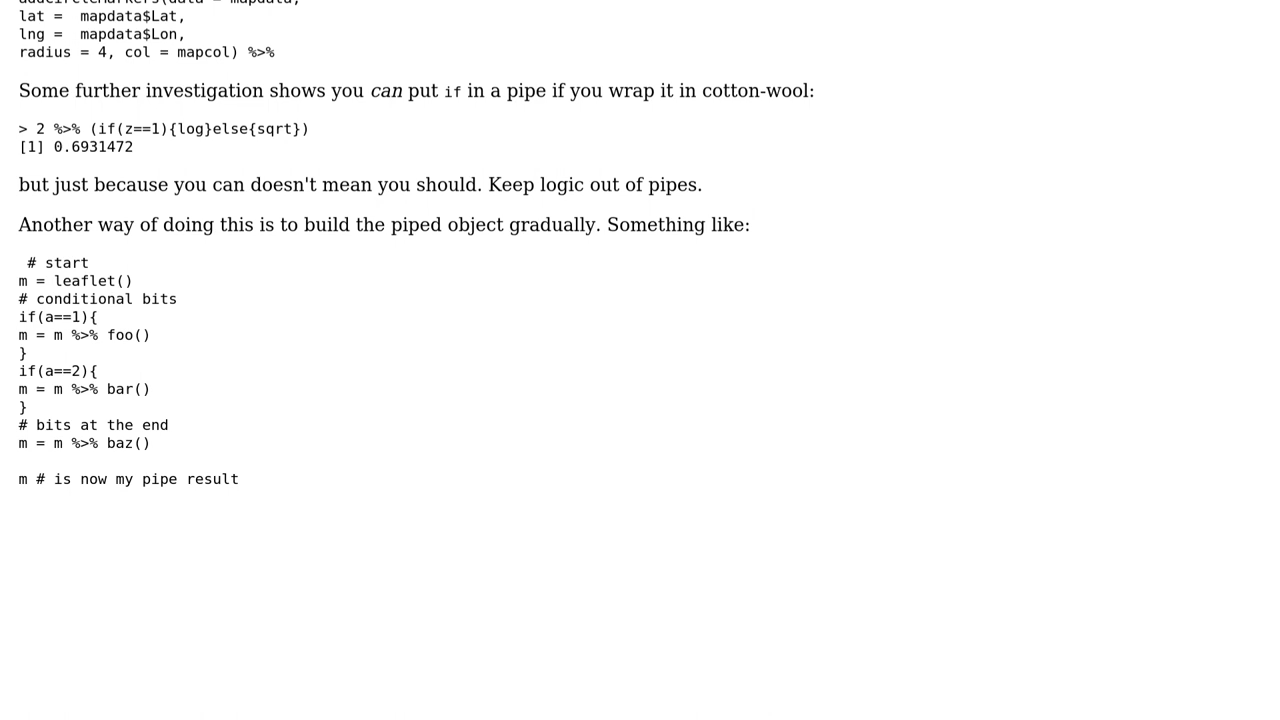 addCircleMarkers(data = mapdata,
lat =  mapdata$Lat,
lng =  mapdata$Lon,
radius = 4, col = mapcol) %>%
Some further investigation shows you can put if in a pipe if you wrap it in cotton-wool:
> 2 %>% (if(z==1){log}else{sqrt})
[1] 0.6931472
but just because you can doesn't mean you should. Keep logic out of pipes.
Another way of doing this is to build the piped object gradually. Something like:
 # start
m = leaflet()
# conditional bits
if(a==1){
m = m %>% foo()
}
if(a==2){
m = m %>% bar()
}
# bits at the end
m = m %>% baz()

m # is now my pipe result